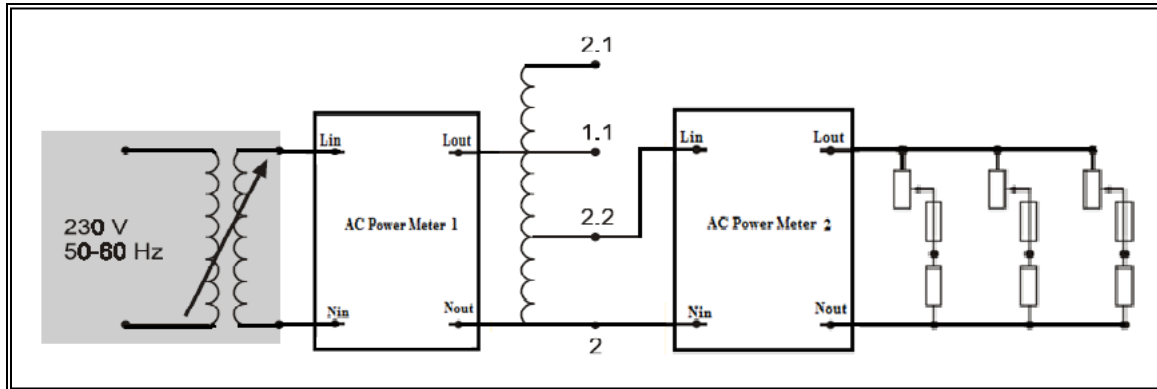 2.1
Lin
Lout
1.1
Lin
Lout
230 V
50-60 Hz
AC Power Meter 1
2.2
AC Power Meter 2
Nin
Nout
2
Nin
Nout